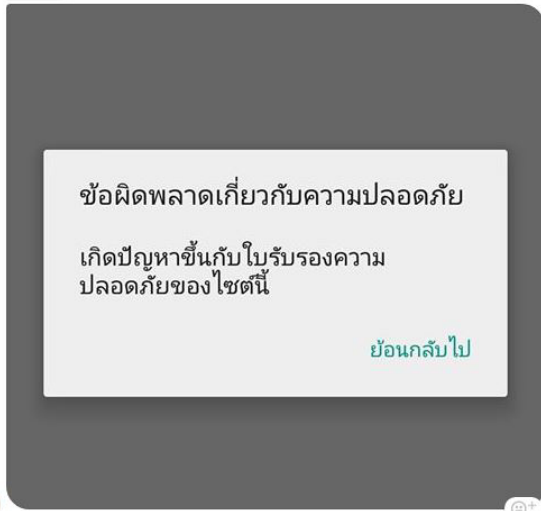 ข้อผิดพลาดเกี่ยวกับความปลอดภัย
เกิดปัญหาขึ้นกับใบรับรองความ
ปลอดภัยของไซต์นี้
ย้อนกลับไป